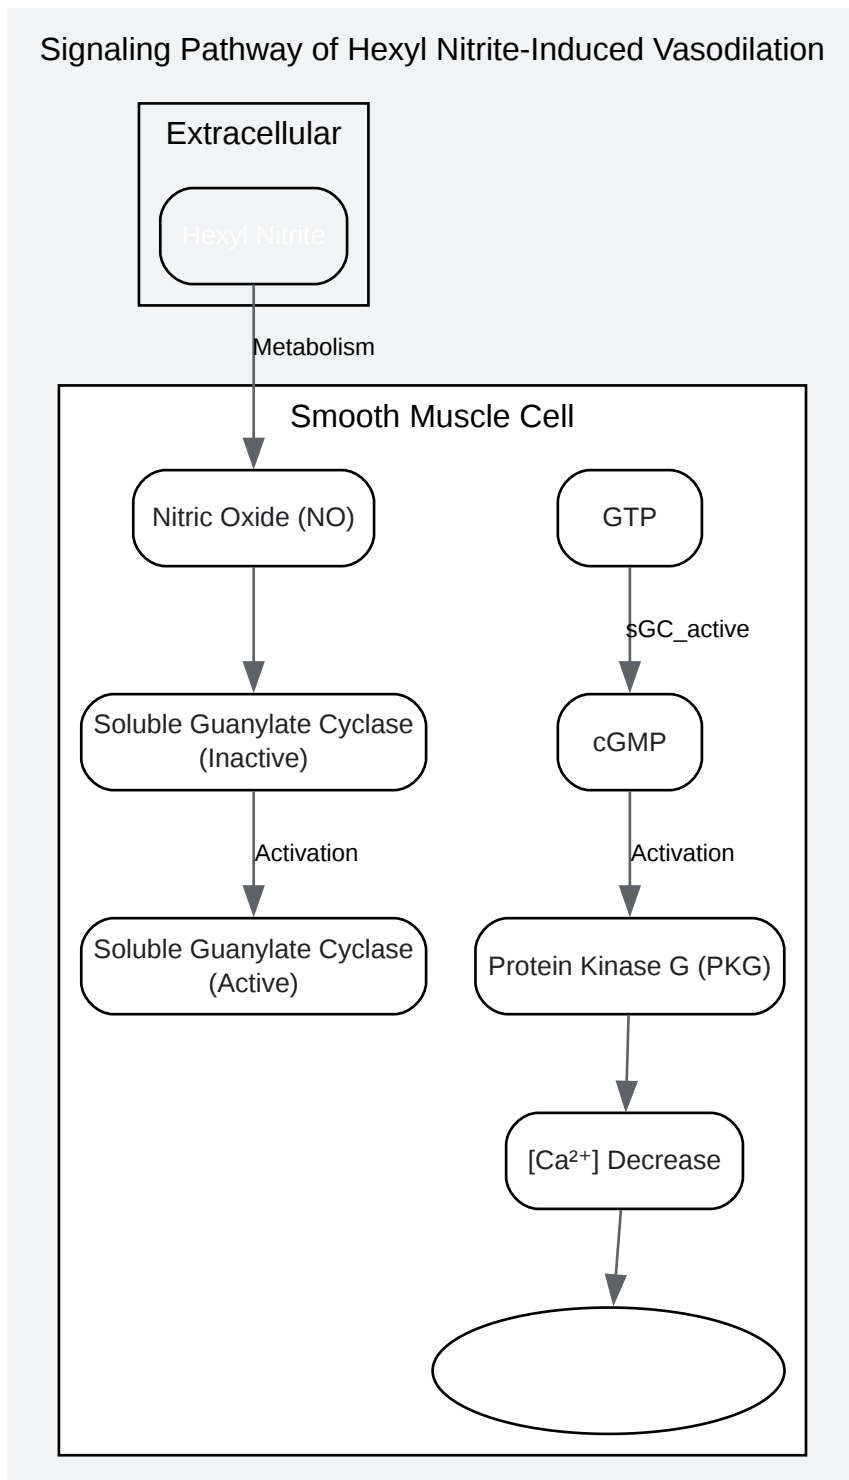 Signaling Pathway of Hexyl Nitrite-Induced Vasodilation
Extracellular
Hexyl Nitrite
Metabolism
Smooth Muscle Cell
Nitric Oxide (NO)
GTP
sGC_active
Soluble Guanylate Cyclase
(Inactive)
cGMP
Activation
Activation
Soluble Guanylate Cyclase
(Active)
Protein Kinase G (PKG)
[Ca²⁺] Decrease